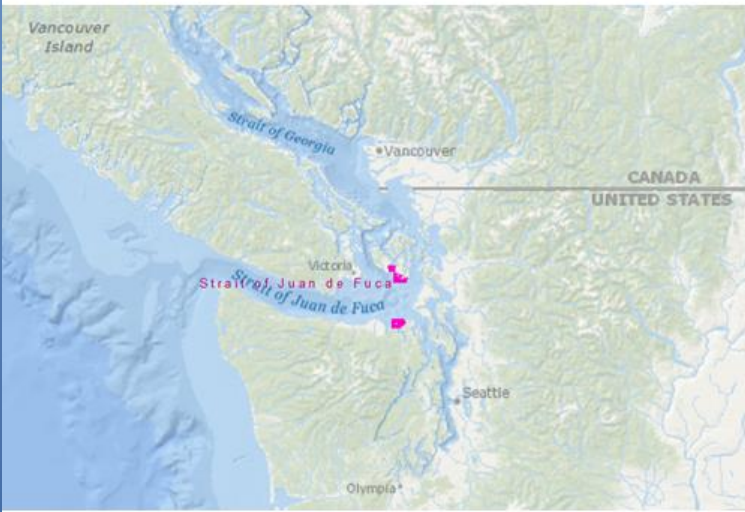 Vancouver
Island
Strait of Georgia
Vancouver
CANADA
UNITED STATES
Victoria
Strait of Juan de Fuca
Strait of Juan de Fuca
Seattle
Olympia